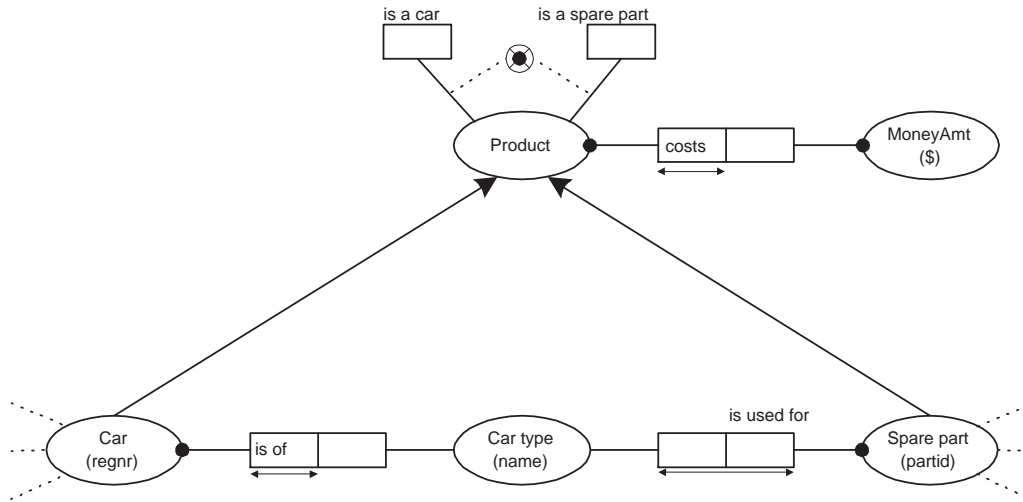 is a car
is a spare part
Product
costs
MoneyAmt
($)
is used for
Car
(regnr)
is of
Car type
(name)
Spare part
(partid)